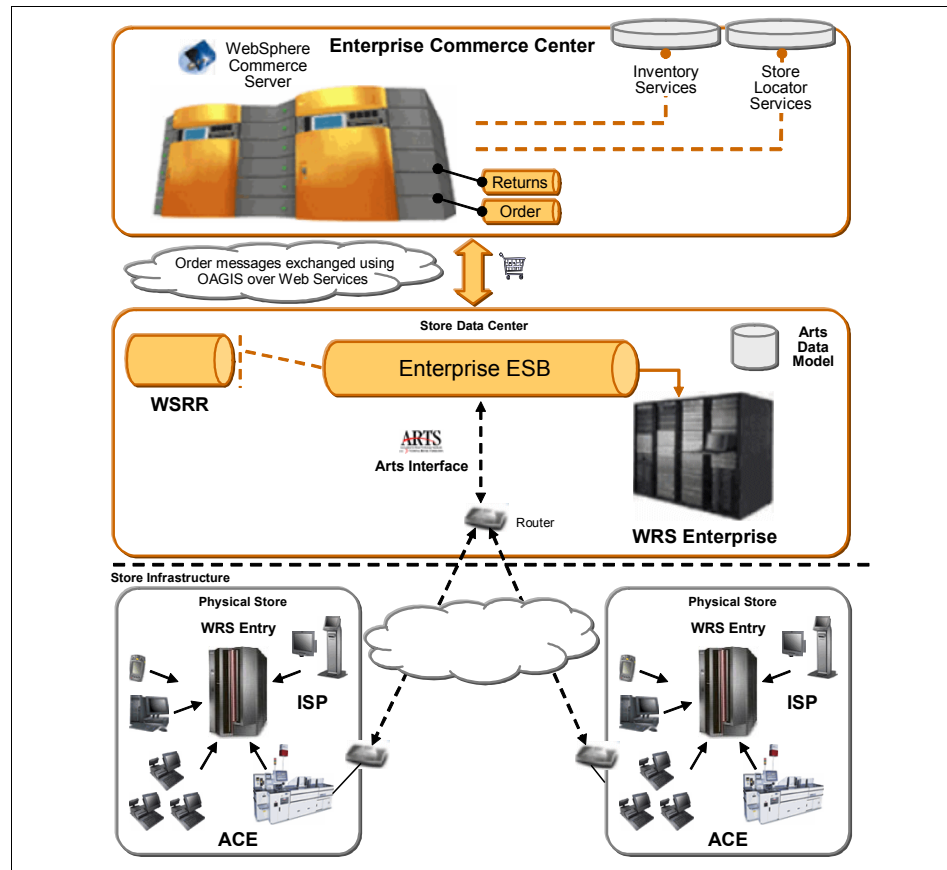 WebSphere
Commerce
Server
Enterprise Commerce Center
Inventory
Services
Store
Locator
Services
Returns
Order
Order messages exchanged using
OAGIS over Web Services
Store Data Center
WSRR
Enterprise ESB
Arts
Data
Model
ARTS
Arts Interface
Router
WRS Enterprise
Store Infrastructure
Physical Store
WRS Entry
ISP
ACE
Physical Store
WRS Entry
ISP
ACE